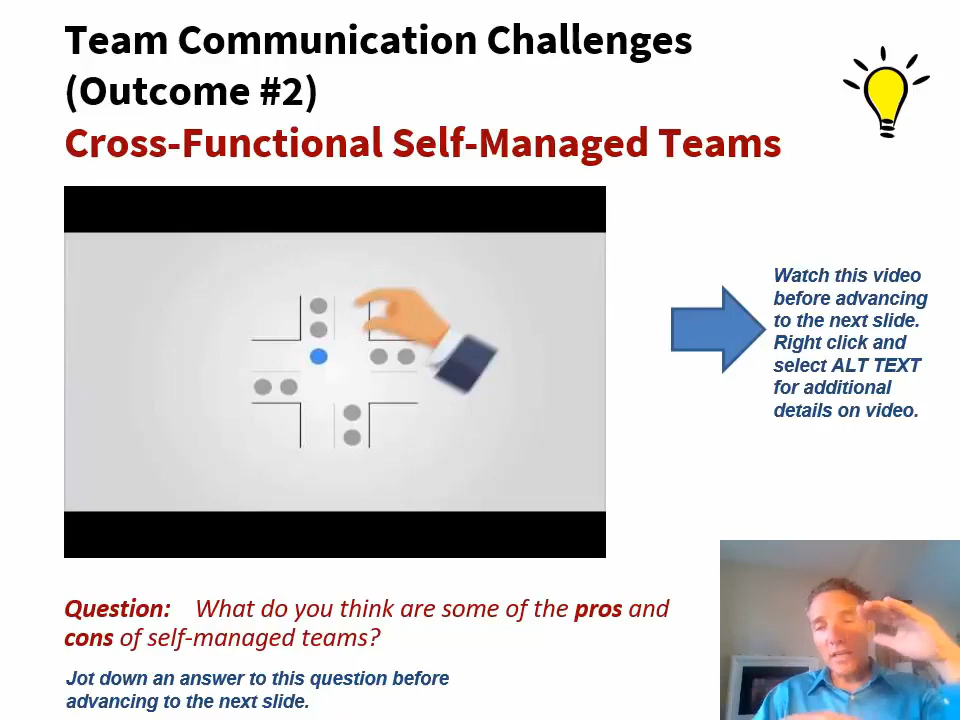 Team Communication Challenges
(Outcome #2)
Cross-Functional Self-Managed Teams
Watch this video
before advancing
to the next slide.
Right click and
select ALT TEXT
for additional
details on video.
Question: What do you think are some of the pros and
cons of self-managed teams?
Jot down an answer to this question before
advancing to the next slide.